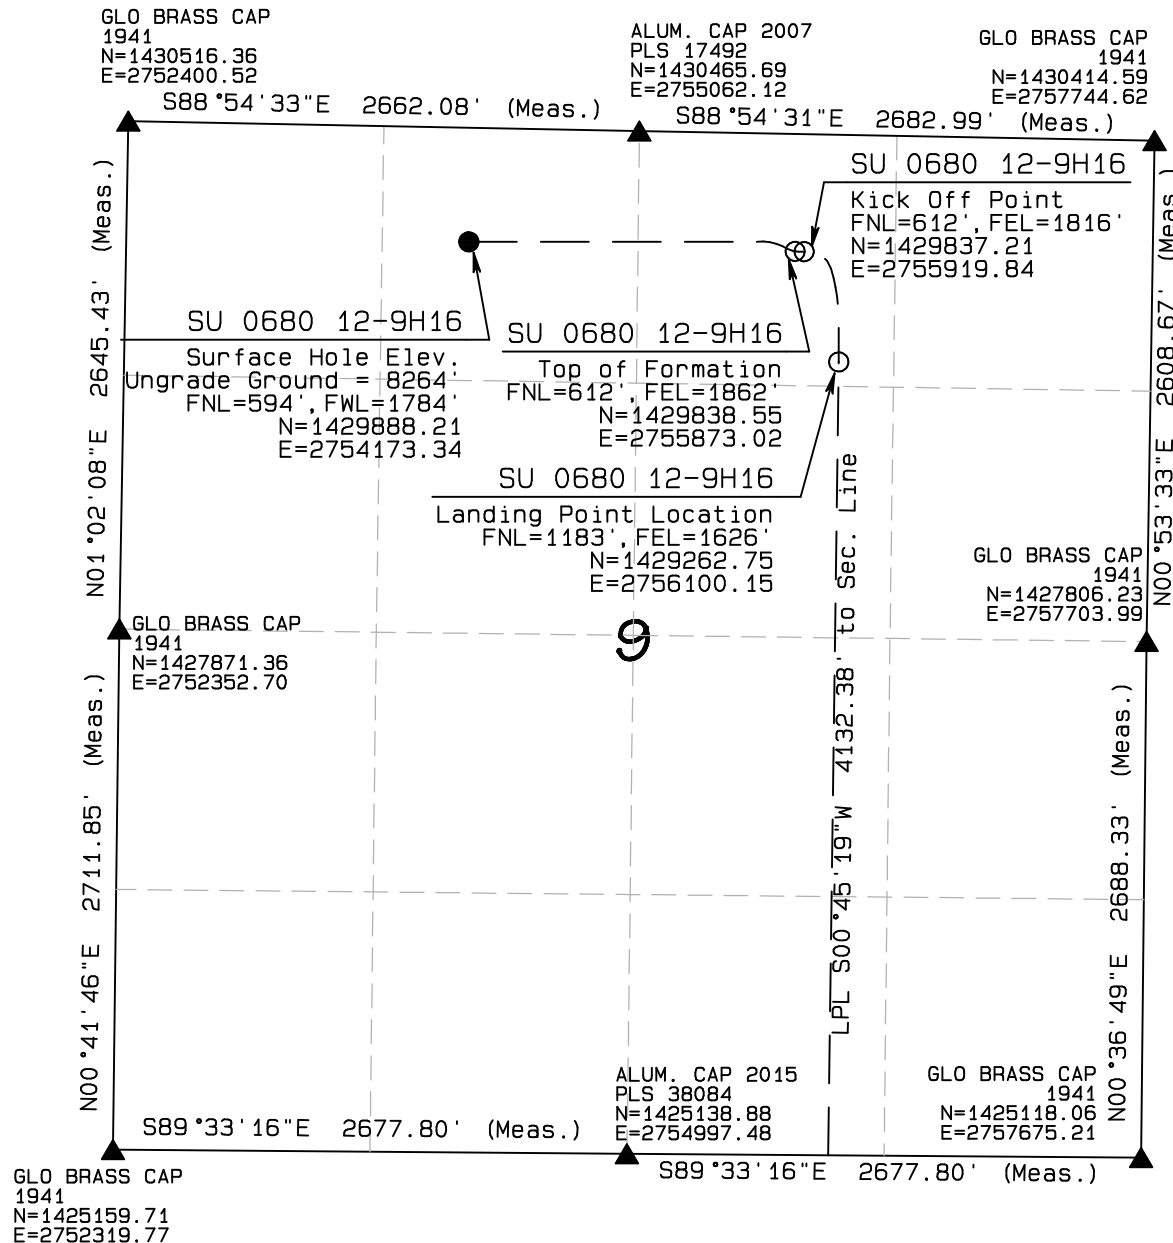 GLO BRASS CAP
1941
N=1430516.36
E=2752400.52
ALUM. CAP 2007
PLS 17492
N=1430465.69
E=2755062.12
GLO BRASS CAP
1941
N=1430414.59
E=2757744.62
S88°54'33"E 2662.08' (Meas.)
S88°54'31"E 2682.99' (Meas.)
SU 0680 12-9H16
Kick Off Point
FNL=612', FEL=1816'
N=1429837.21
E=2755919.84
N01°02'08"E 2645.43' (Meas.)
N00°53'33"E 2608.67' (Meas.)
SU 0680 12-9H16
Surface Hole Elev.
Ungrade Ground = 8264'
FNL=594', FWL=1784'
N=1429888.21
E=2754173.34
SU 0680 12-9H16
Top of Formation
FNL=612', FEL=1862'
N=1429838.55
E=2755873.02
SU 0680 12-9H16
Landing Point Location
FNL=1183', FEL=1626'
N=1429262.75
E=2756100.15
GLO BRASS CAP
1941
N=1427806.23
E=2757703.99
GLO BRASS CAP
1941
N=1427871.36
E=2752352.70
9
LPL S00°45'19"W 4132.38' to Sec. Line
N00°41'46"E 2711.85' (Meas.)
N00°36'49"E 2688.33' (Meas.)
ALUM. CAP 2015
PLS 38084
N=1425138.88
E=2754997.48
GLO BRASS CAP
1941
N=1425118.06
E=2757675.21
S89°33'16"E 2677.80' (Meas.)
S89°33'16"E 2677.80' (Meas.)
GLO BRASS CAP
1941
N=1425159.71
E=2752319.77